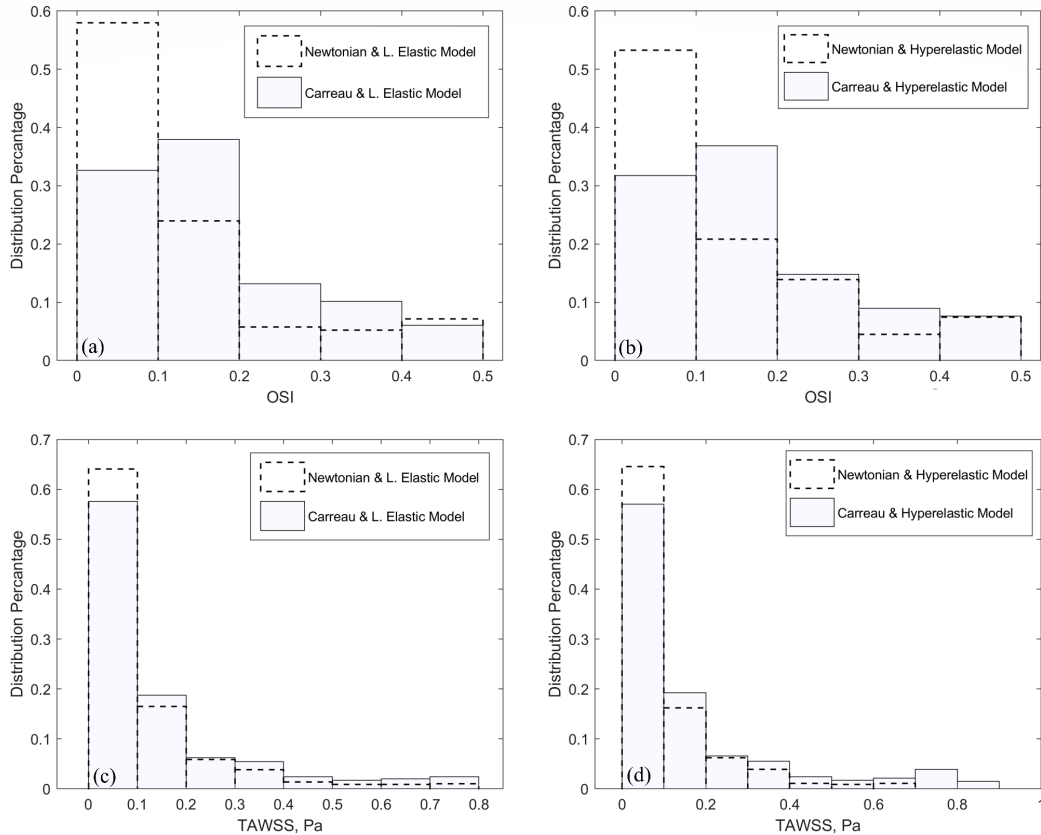 0.6
0.5
0.4
0.3
0.2
0.1
0
Distribution Percentage
Newtonian & L. Elastic Model
Carreau & L. Elastic Model
(a)
0 0.1 0.2 0.3 0.4 0.5
OSI
0.6
0.5
0.4
0.3
0.2
0.1
0
Distribution Percentage
Newtonian & Hyperelastic Model
Carreau & Hyperelastic Model
(b)
0 0.1 0.2 0.3 0.4 0.5
OSI
0.7
0.6
0.5
0.4
0.3
0.2
0.1
0
Distribution Percentage
Newtonian & L. Elastic Model
Carreau & L. Elastic Model
(c)
0 0.1 0.2 0.3 0.4 0.5 0.6 0.7 0.8
TAWSS, Pa
0.7
0.6
0.5
0.4
0.3
0.2
0.1
0
Distribution Percentage
Newtonian & Hyperelastic Model
Carreau & Hyperelastic Model
(d)
0 0.2 0.4 0.6 0.8 1
TAWSS, Pa